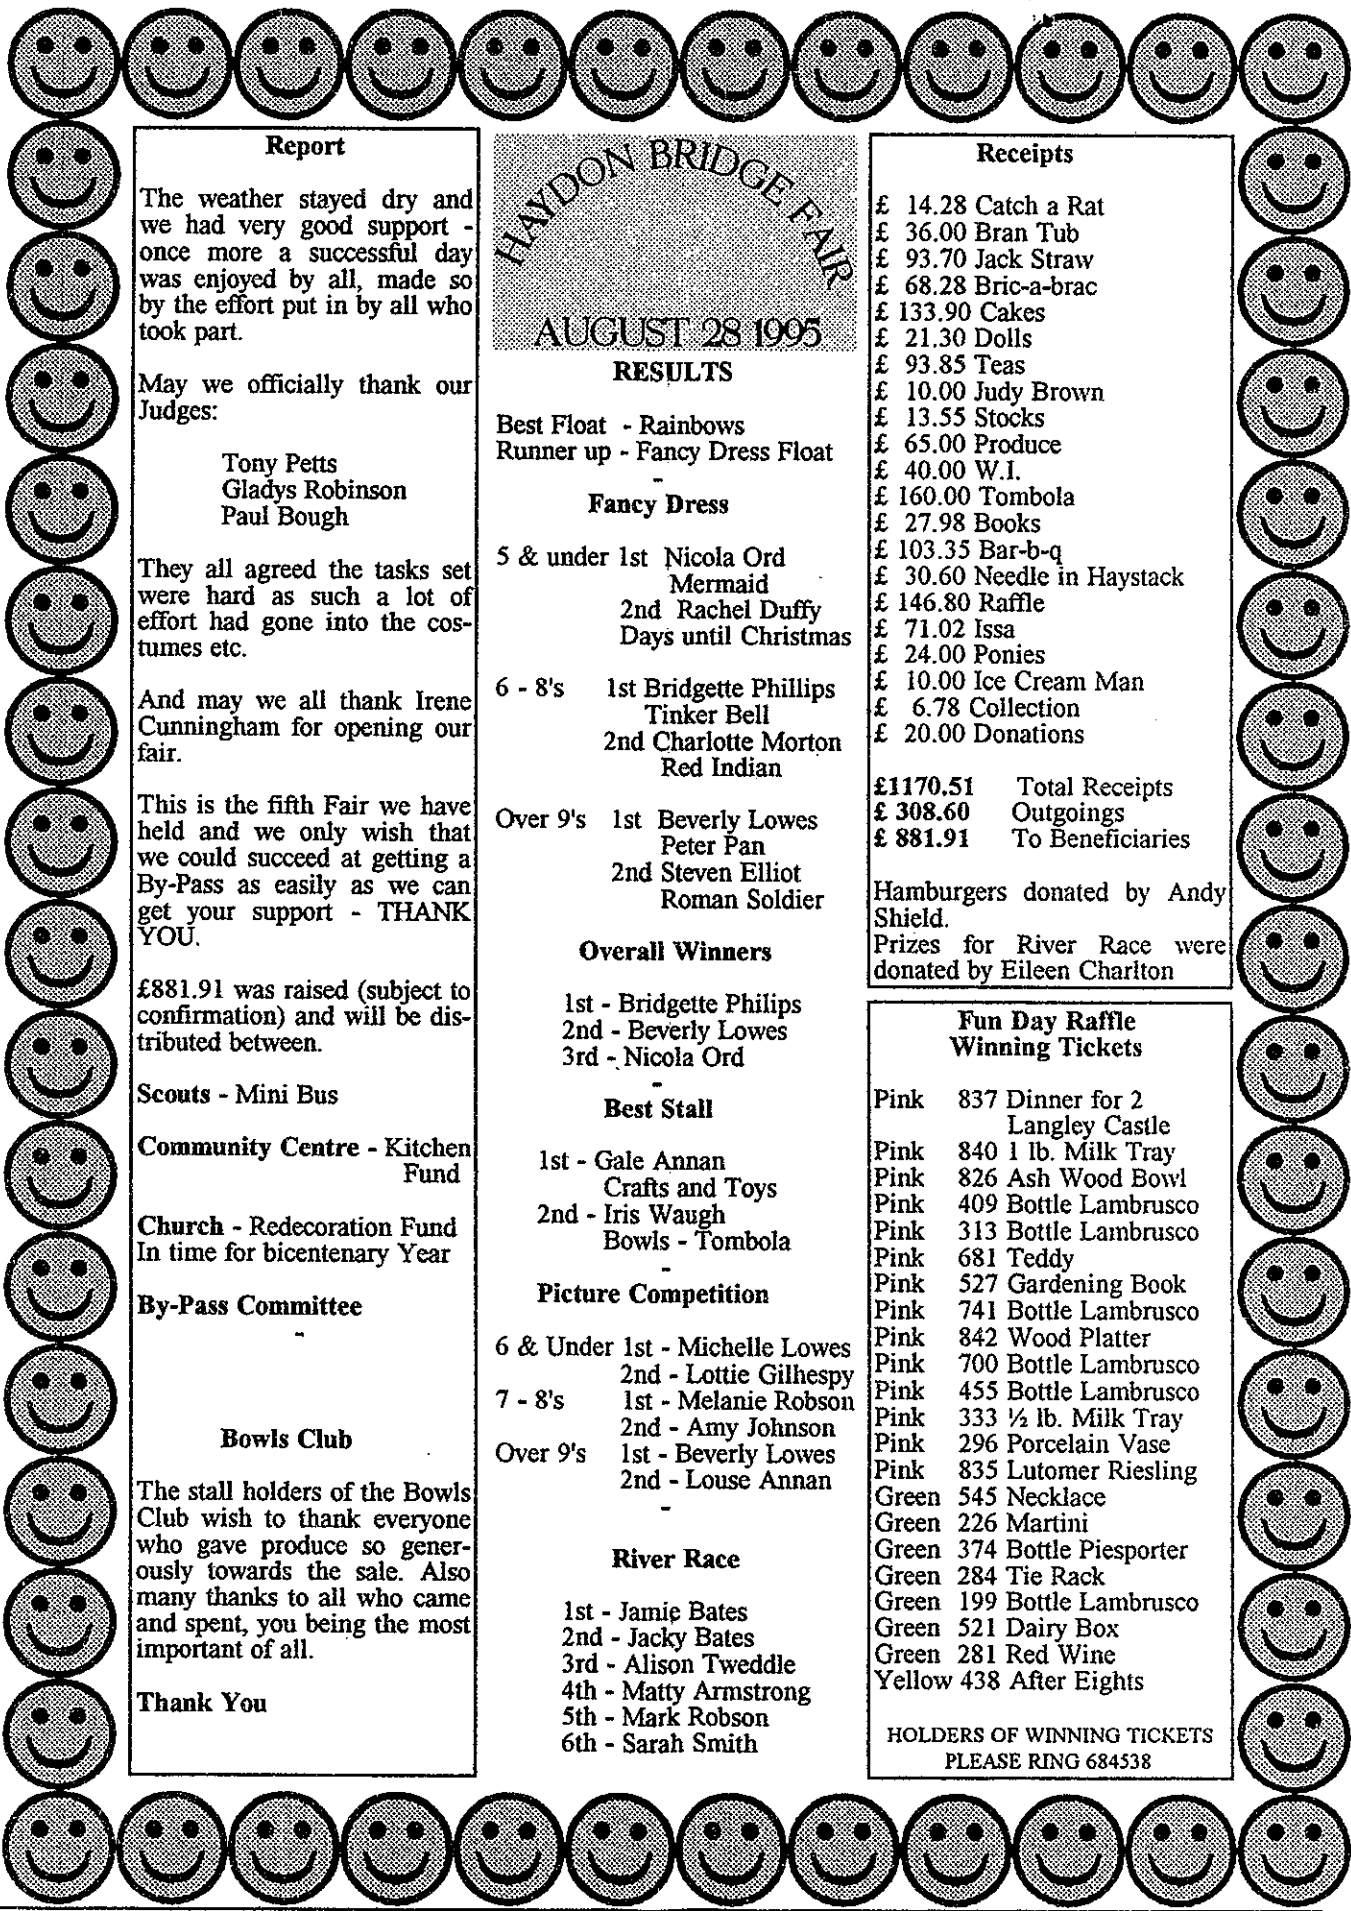 Report
The weather stayed dry and
we had very good support -
once more a successful day
was enjoyed by all, made so
by the effort put in by all who
took part.
May we officially thank our
Judges:
Tony Petts
Gladys Robinson
Paul Bough
They all agreed the tasks set
were hard as such a lot of
effort had gone into the cos-
tumes etc.
And may we all thank Irene
Cunningham for opening our
fair.
This is the fifth Fair we have
held and we only wish that
we could succeed at getting a
By-Pass as easily as we can
get your support - THANK
YOU.
£881.91 was raised (subject to
confirmation) and will be dis-
tributed between.
Scouts - Mini Bus
Community Centre - Kitchen
Fund
Church - Redecoration Fund
In time for bicentenary Year
By-Pass Committee
-
Bowls Club
The stall holders of the Bowls
Club wish to thank everyone
who gave produce so gener-
ously towards the sale. Also
many thanks to all who came
and spent, you being the most
important of all.
Thank You
HAYDON BRIDGE FAIR
AUGUST 28 1995
RESULTS
Best Float - Rainbows
Runner up - Fancy Dress Float
-
Fancy Dress
5 & under 1st Nicola Ord
Mermaid
2nd Rachel Duffy
Days until Christmas
6 - 8's 1st Bridgette Phillips
Tinker Bell
2nd Charlotte Morton
Red Indian
Over 9's 1st Beverly Lowes
Peter Pan
2nd Steven Elliot
Roman Soldier
Overall Winners
1st - Bridgette Philips
2nd - Beverly Lowes
3rd - Nicola Ord
-
Best Stall
1st - Gale Annan
Crafts and Toys
2nd - Iris Waugh
Bowls - Tombola
-
Picture Competition
6 & Under 1st - Michelle Lowes
2nd - Lottie Gilhespy
7 - 8's 1st - Melanie Robson
2nd - Amy Johnson
Over 9's 1st - Beverly Lowes
2nd - Louse Annan
-
River Race
1st - Jamie Bates
2nd - Jacky Bates
3rd - Alison Tweddle
4th - Matty Armstrong
5th - Mark Robson
6th - Sarah Smith
Receipts
£ 14.28 Catch a Rat
£ 36.00 Bran Tub
£ 93.70 Jack Straw
£ 68.28 Bric-a-brac
£ 133.90 Cakes
£ 21.30 Dolls
£ 93.85 Teas
£ 10.00 Judy Brown
£ 13.55 Stocks
£ 65.00 Produce
£ 40.00 W.I.
£ 160.00 Tombola
£ 27.98 Books
£ 103.35 Bar-b-q
£ 30.60 Needle in Haystack
£ 146.80 Raffle
£ 71.02 Issa
£ 24.00 Ponies
£ 10.00 Ice Cream Man
£ 6.78 Collection
£ 20.00 Donations
£1170.51 Total Receipts
£ 308.60 Outgoings
£ 881.91 To Beneficiaries
Hamburgers donated by Andy
Shield.
Prizes for River Race were
donated by Eileen Charlton
Fun Day Raffle
Winning Tickets
Pink 837 Dinner for 2
Langley Castle
Pink 840 1 lb. Milk Tray
Pink 826 Ash Wood Bowl
Pink 409 Bottle Lambrusco
Pink 313 Bottle Lambrusco
Pink 681 Teddy
Pink 527 Gardening Book
Pink 741 Bottle Lambrusco
Pink 842 Wood Platter
Pink 700 Bottle Lambrusco
Pink 455 Bottle Lambrusco
Pink 333 ½ lb. Milk Tray
Pink 296 Porcelain Vase
Pink 835 Lutomer Riesling
Green 545 Necklace
Green 226 Martini
Green 374 Bottle Piesporter
Green 284 Tie Rack
Green 199 Bottle Lambrusco
Green 521 Dairy Box
Green 281 Red Wine
Yellow 438 After Eights
HOLDERS OF WINNING TICKETS
PLEASE RING 684538